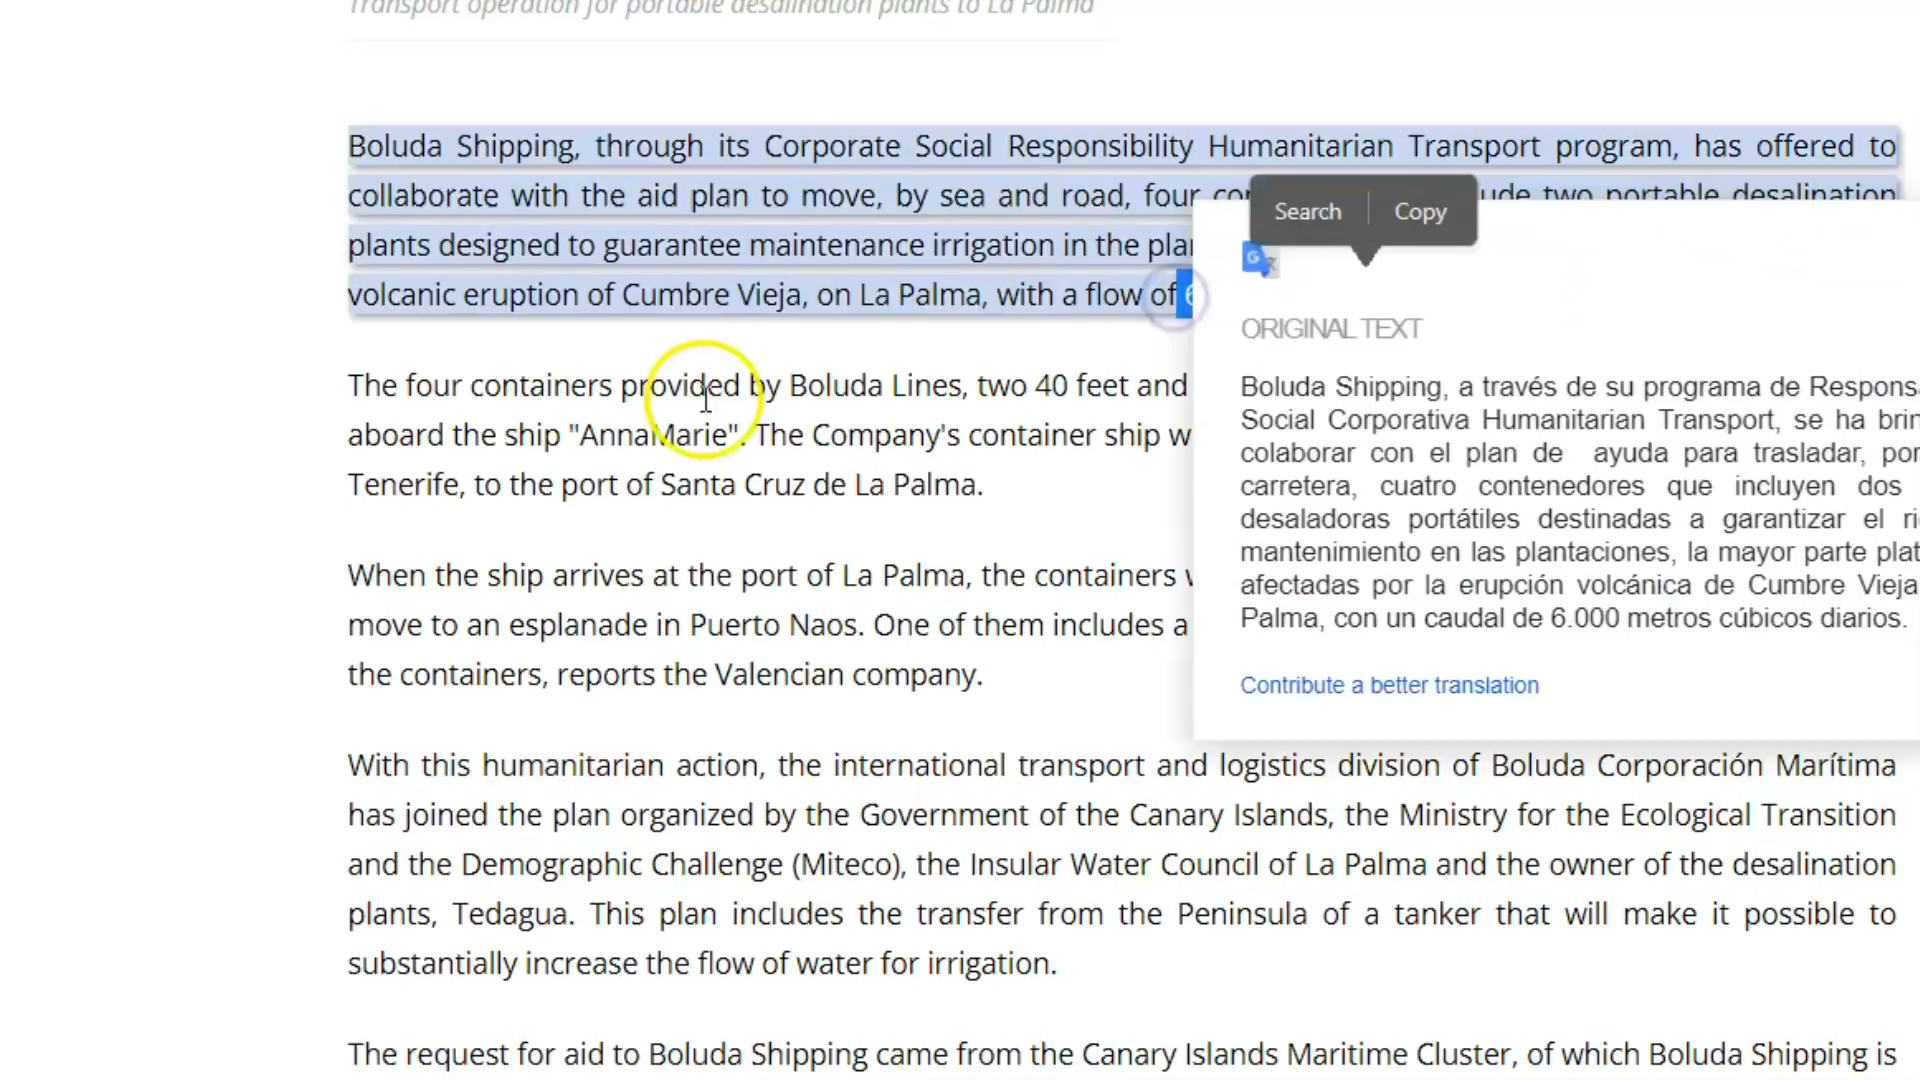 Transport operation for portable desalination plants to La Palma
Boluda Shipping, through its Corporate Social Responsibility Humanitarian Transport program, has offered to
collaborate with the aid plan to move, by sea and road, four ude two portable desalination
plants designed to guarantee maintenance irrigation in the
volcanic eruption of Cumbre Vieja, on La Palma, with a flow of 6
The four containers provided by Boluda Lines, two 40 feet and
aboard the ship "AnnaMarie". The Company's container ship w
Tenerife, to the port of Santa Cruz de La Palma.
When the ship arrives at the port of La Palma, the containers
move to an esplanade in Puerto Naos. One of them includes a
the containers, reports the Valencian company.
Search Copy
ORIGINAL TEXT
Boluda Shipping, a través de su programa de Respons
Social Corporativa Humanitarian Transport, se ha brin
colaborar con el plan de ayuda para trasladar, por
carretera, cuatro contenedores que incluyen dos
desaladoras portátiles destinadas a garantizar el ri
mantenimiento en las plantaciones, la mayor parte plat
afectadas por la erupción volcánica de Cumbre Vieja
Palma, con un caudal de 6.000 metros cúbicos diarios.
Contribute a better translation
With this humanitarian action, the international transport and logistics division of Boluda Corporación Marítima
has joined the plan organized by the Government of the Canary Islands, the Ministry for the Ecological Transition
and the Demographic Challenge (Miteco), the Insular Water Council of La Palma and the owner of the desalination
plants, Tedagua. This plan includes the transfer from the Peninsula of a tanker that will make it possible to
substantially increase the flow of water for irrigation.
The request for aid to Boluda Shipping came from the Canary Islands Maritime Cluster, of which Boluda Shipping is